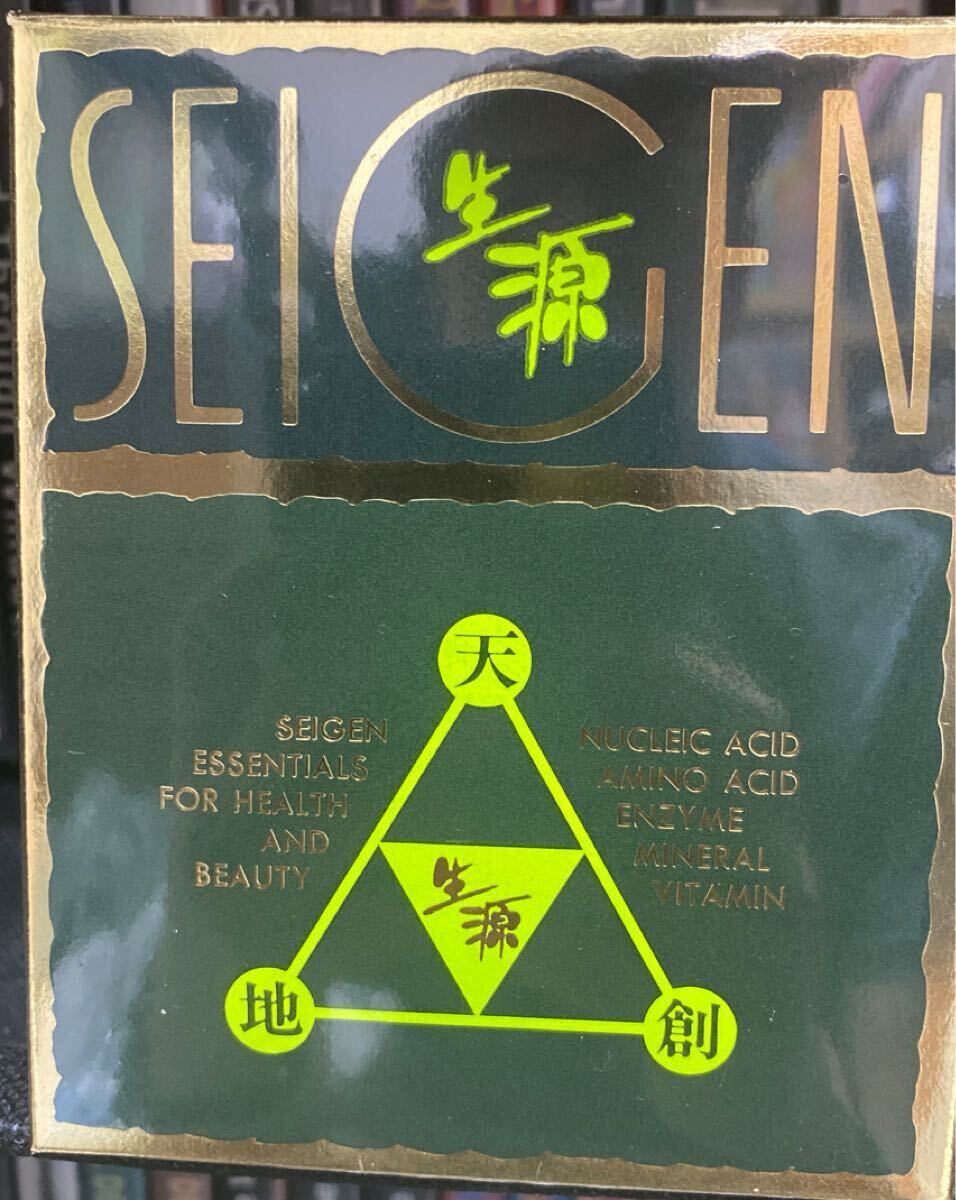 SEIGEN
生源
天
SEIGEN
ESSENTIALS
FOR HEALTH
AND
BEAUTY
NUCLEIC ACID
AMINO ACID
ENZYME
MINERAL
VITAMIN
生源
地
創